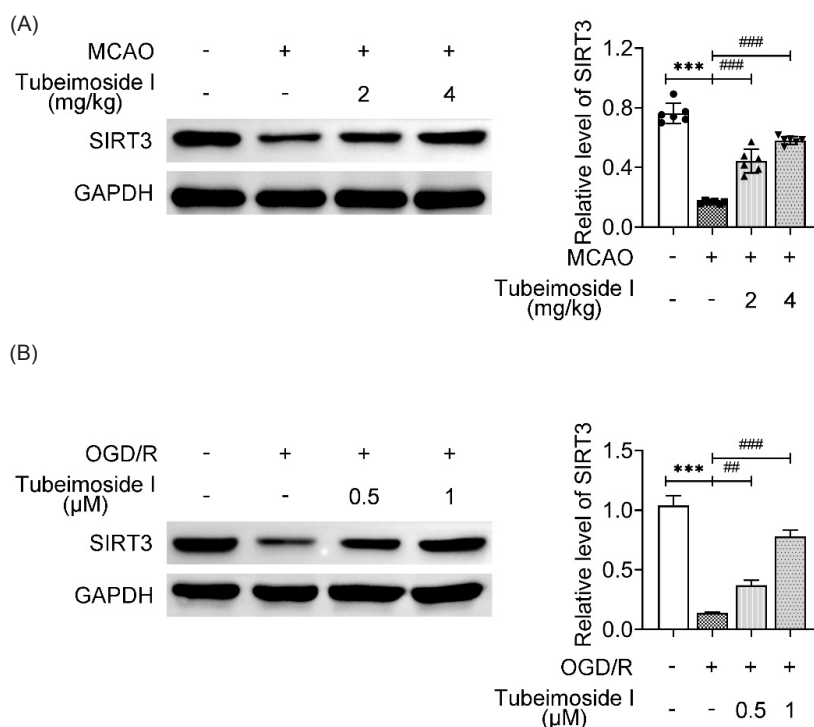 (A)
MCAO - + + +
Tubeimoside I
(mg/kg) - - 2 4
SIRT3
GAPDH
Relative level of SIRT3
1.2
0.8
0.4
0.0
*** ### ###
MCAO - + + +
Tubeimoside I
(mg/kg) - - 2 4
(B)
OGD/R - + + +
Tubeimoside I
(μM) - - 0.5 1
SIRT3
GAPDH
Relative level of SIRT3
1.5
1.0
0.5
0.0
*** ## ###
OGD/R - + + +
Tubeimoside I
(μM) - - 0.5 1